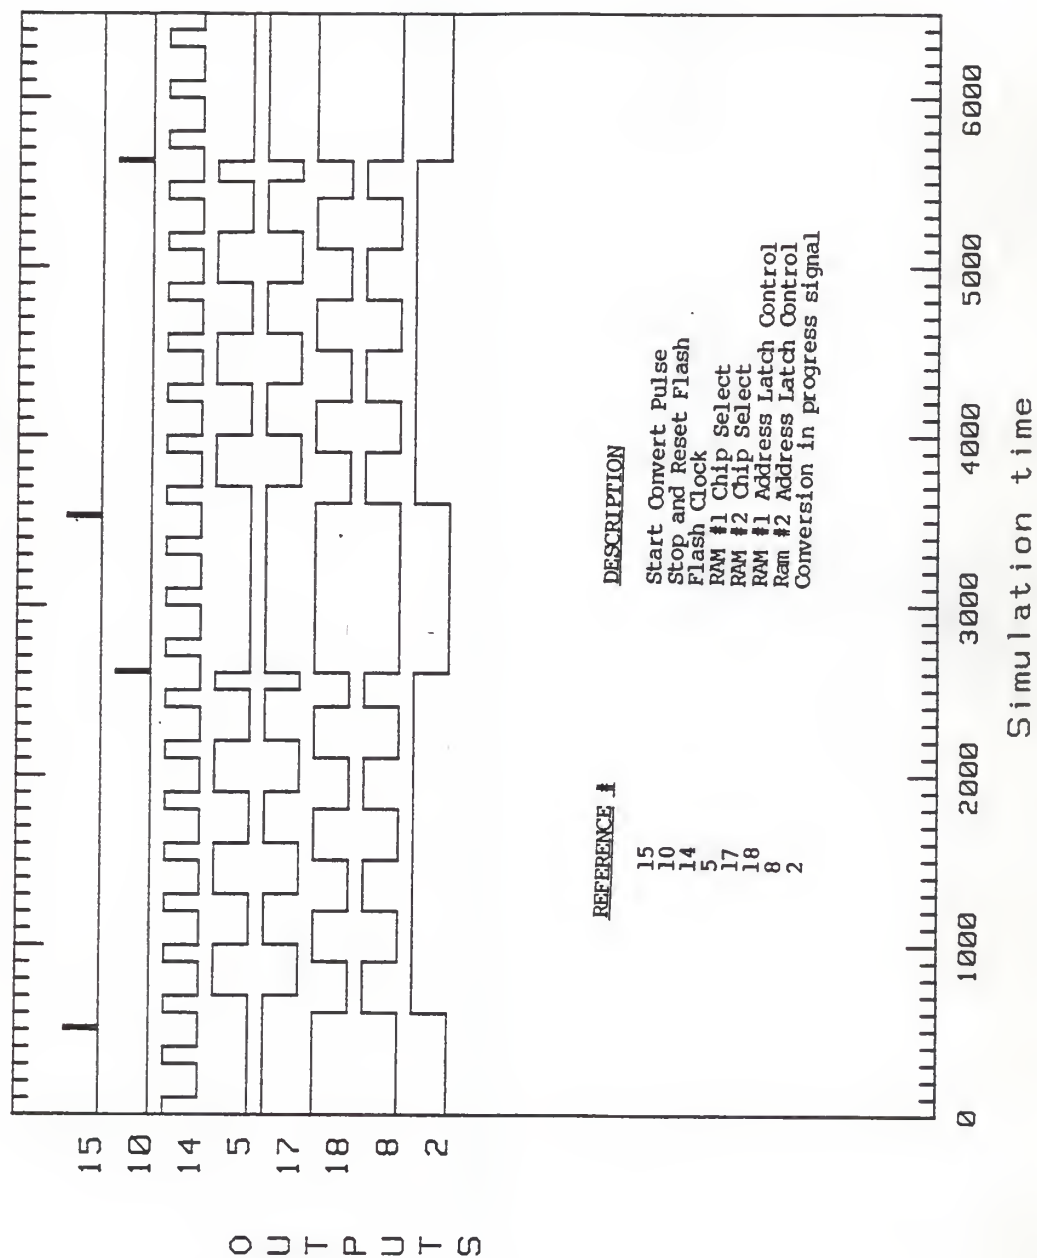 OUTPUTS
15
10
14
5
17
18
8
2
REFERENCE #
15
10
14
5
17
18
8
2
DESCRIPTION
Start Convert Pulse
Stop and Reset Flash
Flash Clock
RAM #1 Chip Select
RAM #2 Chip Select
RAM #1 Address Latch Control
Ram #2 Address Latch Control
Conversion in progress signal
0
1000
2000
3000
4000
5000
6000
Simulation time